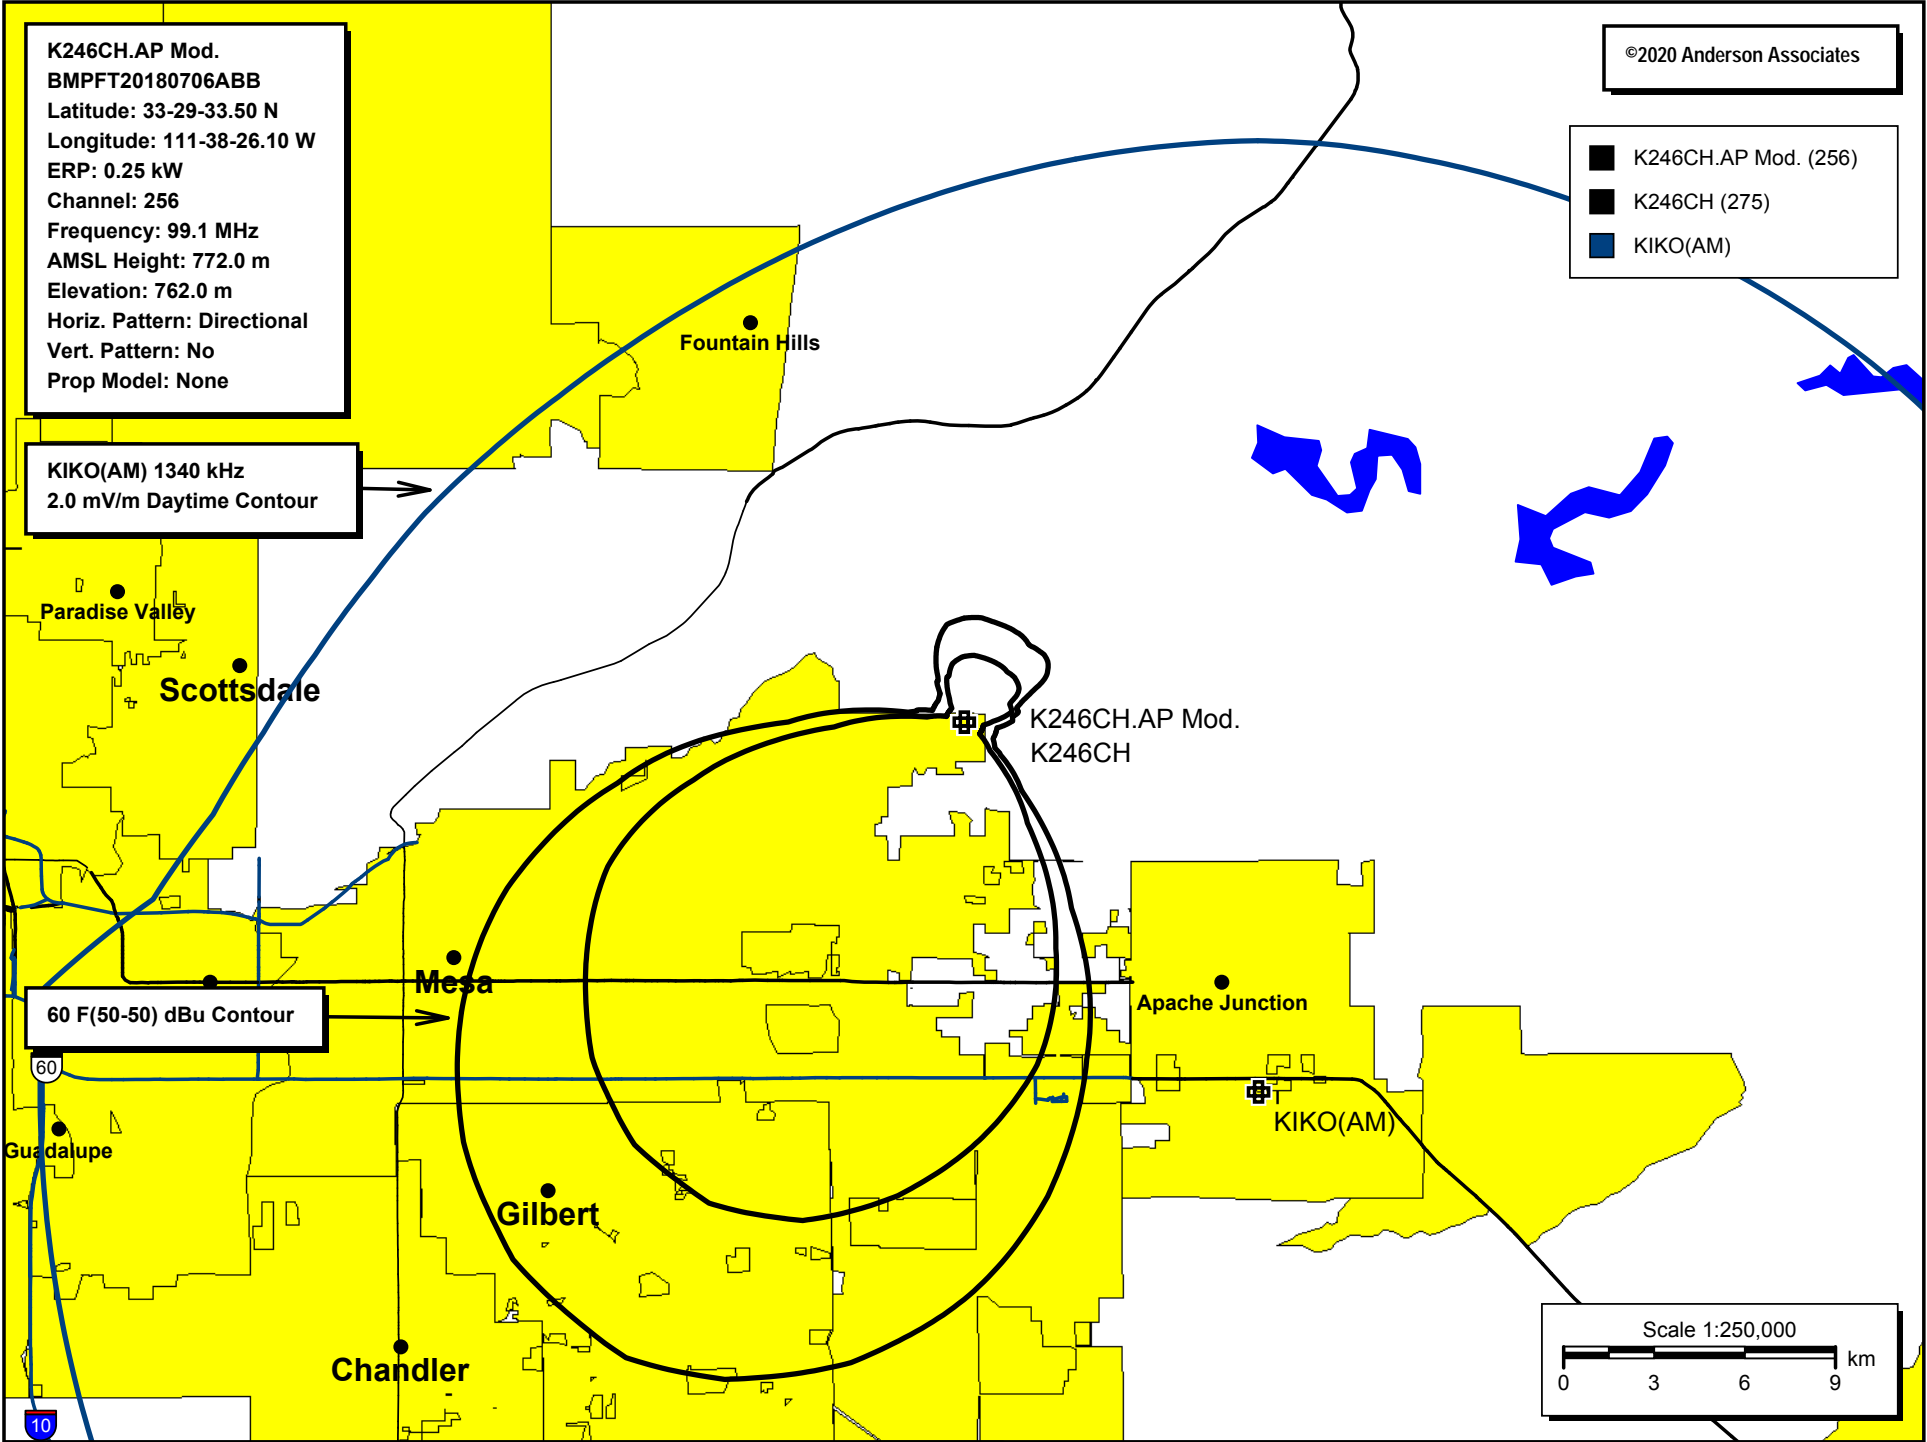 K246CH.AP Mod.
BMPFT20180706ABB
Latitude: 33-29-33.50 N
Longitude: 111-38-26.10 W
ERP: 0.25 kW
Channel: 256
Frequency: 99.1 MHz
AMSL Height: 772.0 m
Elevation: 762.0 m
Horiz. Pattern: Directional
Vert. Pattern: No
Prop Model: None
©2020 Anderson Associates
K246CH.AP Mod. (256)
K246CH (275)
KIKO(AM)
Fountain Hills
KIKO(AM) 1340 kHz
2.0 mV/m Daytime Contour
Paradise Valley
Scottsdale
K246CH.AP Mod.
K246CH
Mesa
Apache Junction
60 F(50-50) dBu Contour
60
KIKO(AM)
Guadalupe
Gilbert
Chandler
10
Scale 1:250,000
km
0 3 6 9